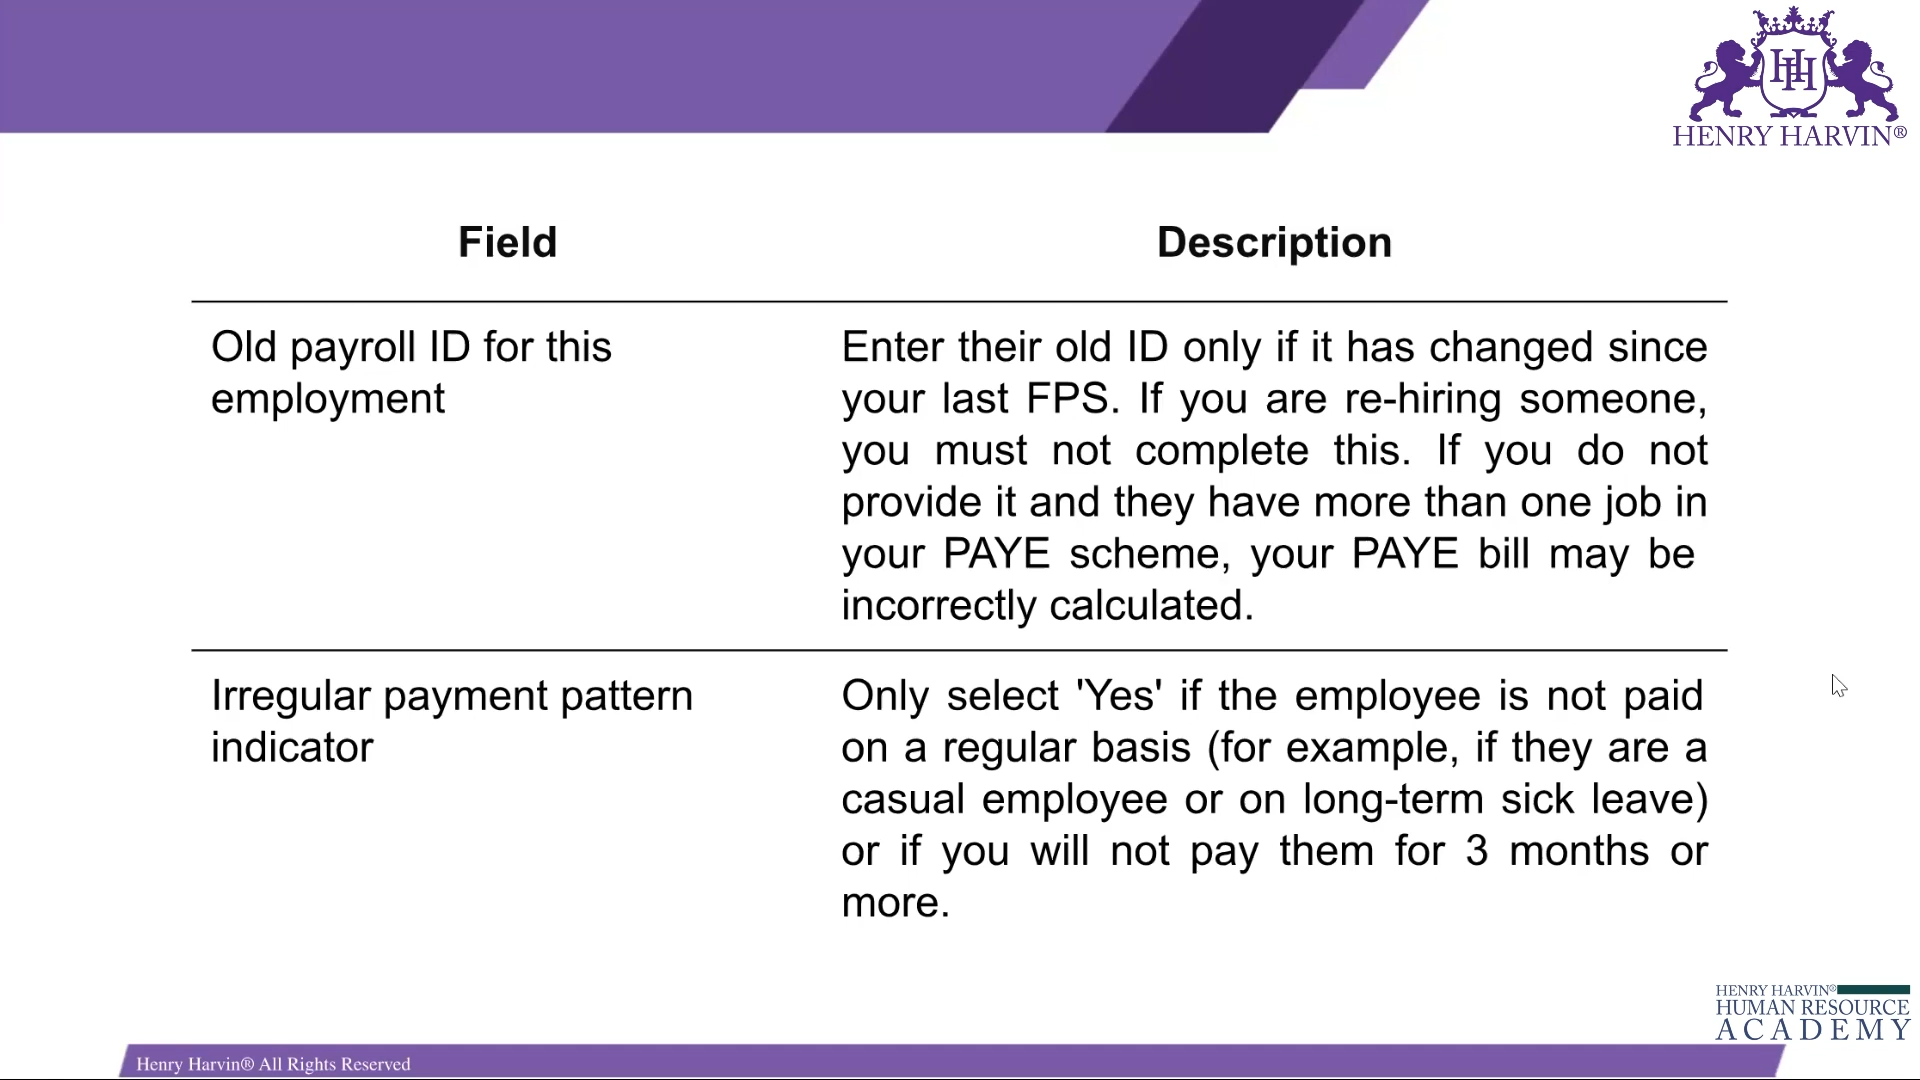 HH
HENRY HARVIN®
Field
Description
Old payroll ID for this
employment
Enter their old ID only if it has changed since
your last FPS. If you are re-hiring someone,
you must not complete this. If you do not
provide it and they have more than one job in
your PAYE scheme, your PAYE bill may be
incorrectly calculated.
Irregular payment pattern
indicator
Only select 'Yes' if the employee is not paid
on a regular basis (for example, if they are a
casual employee or on long-term sick leave)
or if you will not pay them for 3 months or
more.
HENRY HARVIN®
HUMAN RESOURCE
ACADEMY
Henry Harvin® All Rights Reserved